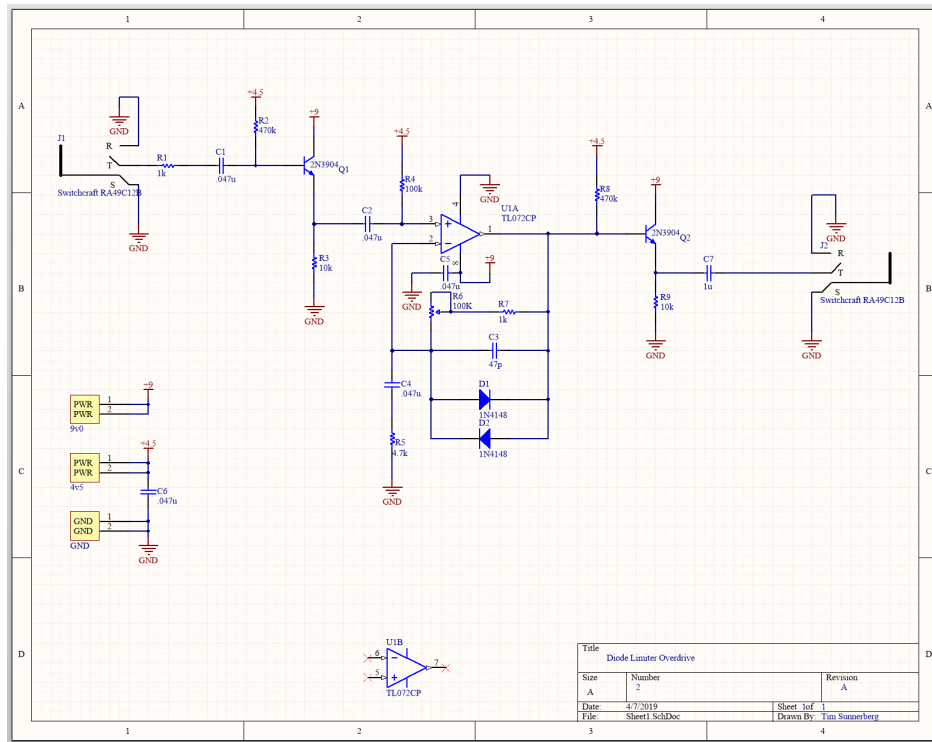 1 2 3 4
A A
+4.5
+9
R2
470k
GND
J1
R
T
S
R1
1k
C1
.047u
2N3904
Q1
Switchcraft RA49C12B
GND
+4.5
R4
100k
GND
4
U1A
TL072CP
C2
.047u
3
2
1
8
+4.5
R8
470k
+9
2N3904
Q2
GND
J2
R
T
S
Switchcraft RA49C12B
GND
B B
R3
10k
GND
C5
.047u
+9
GND
R6
100K
R7
1k
C7
1u
R9
10k
GND
C3
47p
C4
.047u
D1
1N4148
D2
1N4148
R5
4.7k
GND
C C
+9
PWR 1
PWR 2
9v0
+4.5
PWR 1
PWR 2
4v5
C6
.047u
GND 1
GND 2
GND
GND
D D
U1B
6
5
7
TL072CP
Title
Diode Limiter Overdrive
Size Number Revision
A 2 A
Date: 4/7/2019 Sheet 1of 1
File: Sheet1.SchDoc Drawn By: Tim Sunnerberg
1 2 3 4